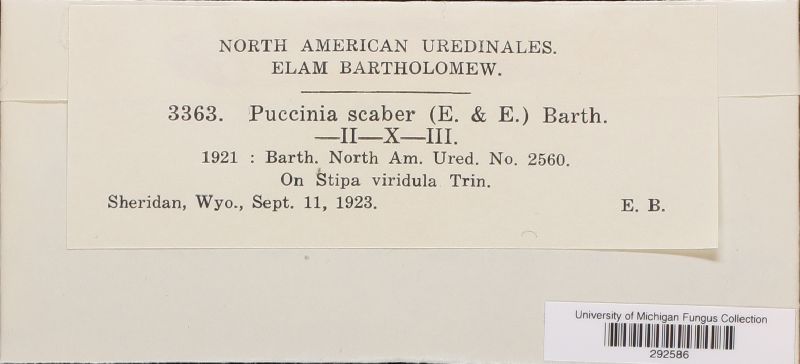 NORTH AMERICAN UREDINALES.
ELAM BARTHOLOMEW.
3363. Puccinia scaber (E. & E.) Barth.
—II—X—III.
1921 : Barth. North Am. Ured. No. 2560.
On Stipa viridula Trin.
Sheridan, Wyo., Sept. 11, 1923. E. B.
University of Michigan Fungus Collection
292586